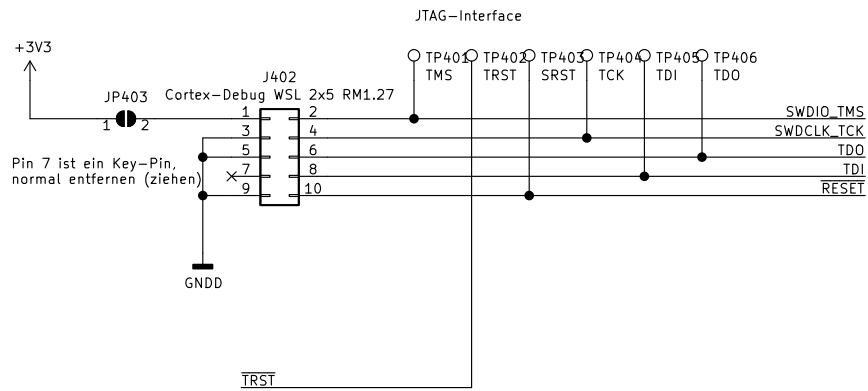 JTAG-Interface
+3V3
TP401 TP402 TP403 TP404 TP405 TP406
TMS TRST SRST TCK TDI TDO
J402
JP403 Cortex-Debug WSL 2x5 RM1.27
1 2 1 2 SWDIO_TMS
3 4 SWDCLK_TCK
5 6 TDO
Pin 7 ist ein Key-Pin,
7 8 TDI
normal entfernen (ziehen)
9 10 RESET
GNDD
TRST